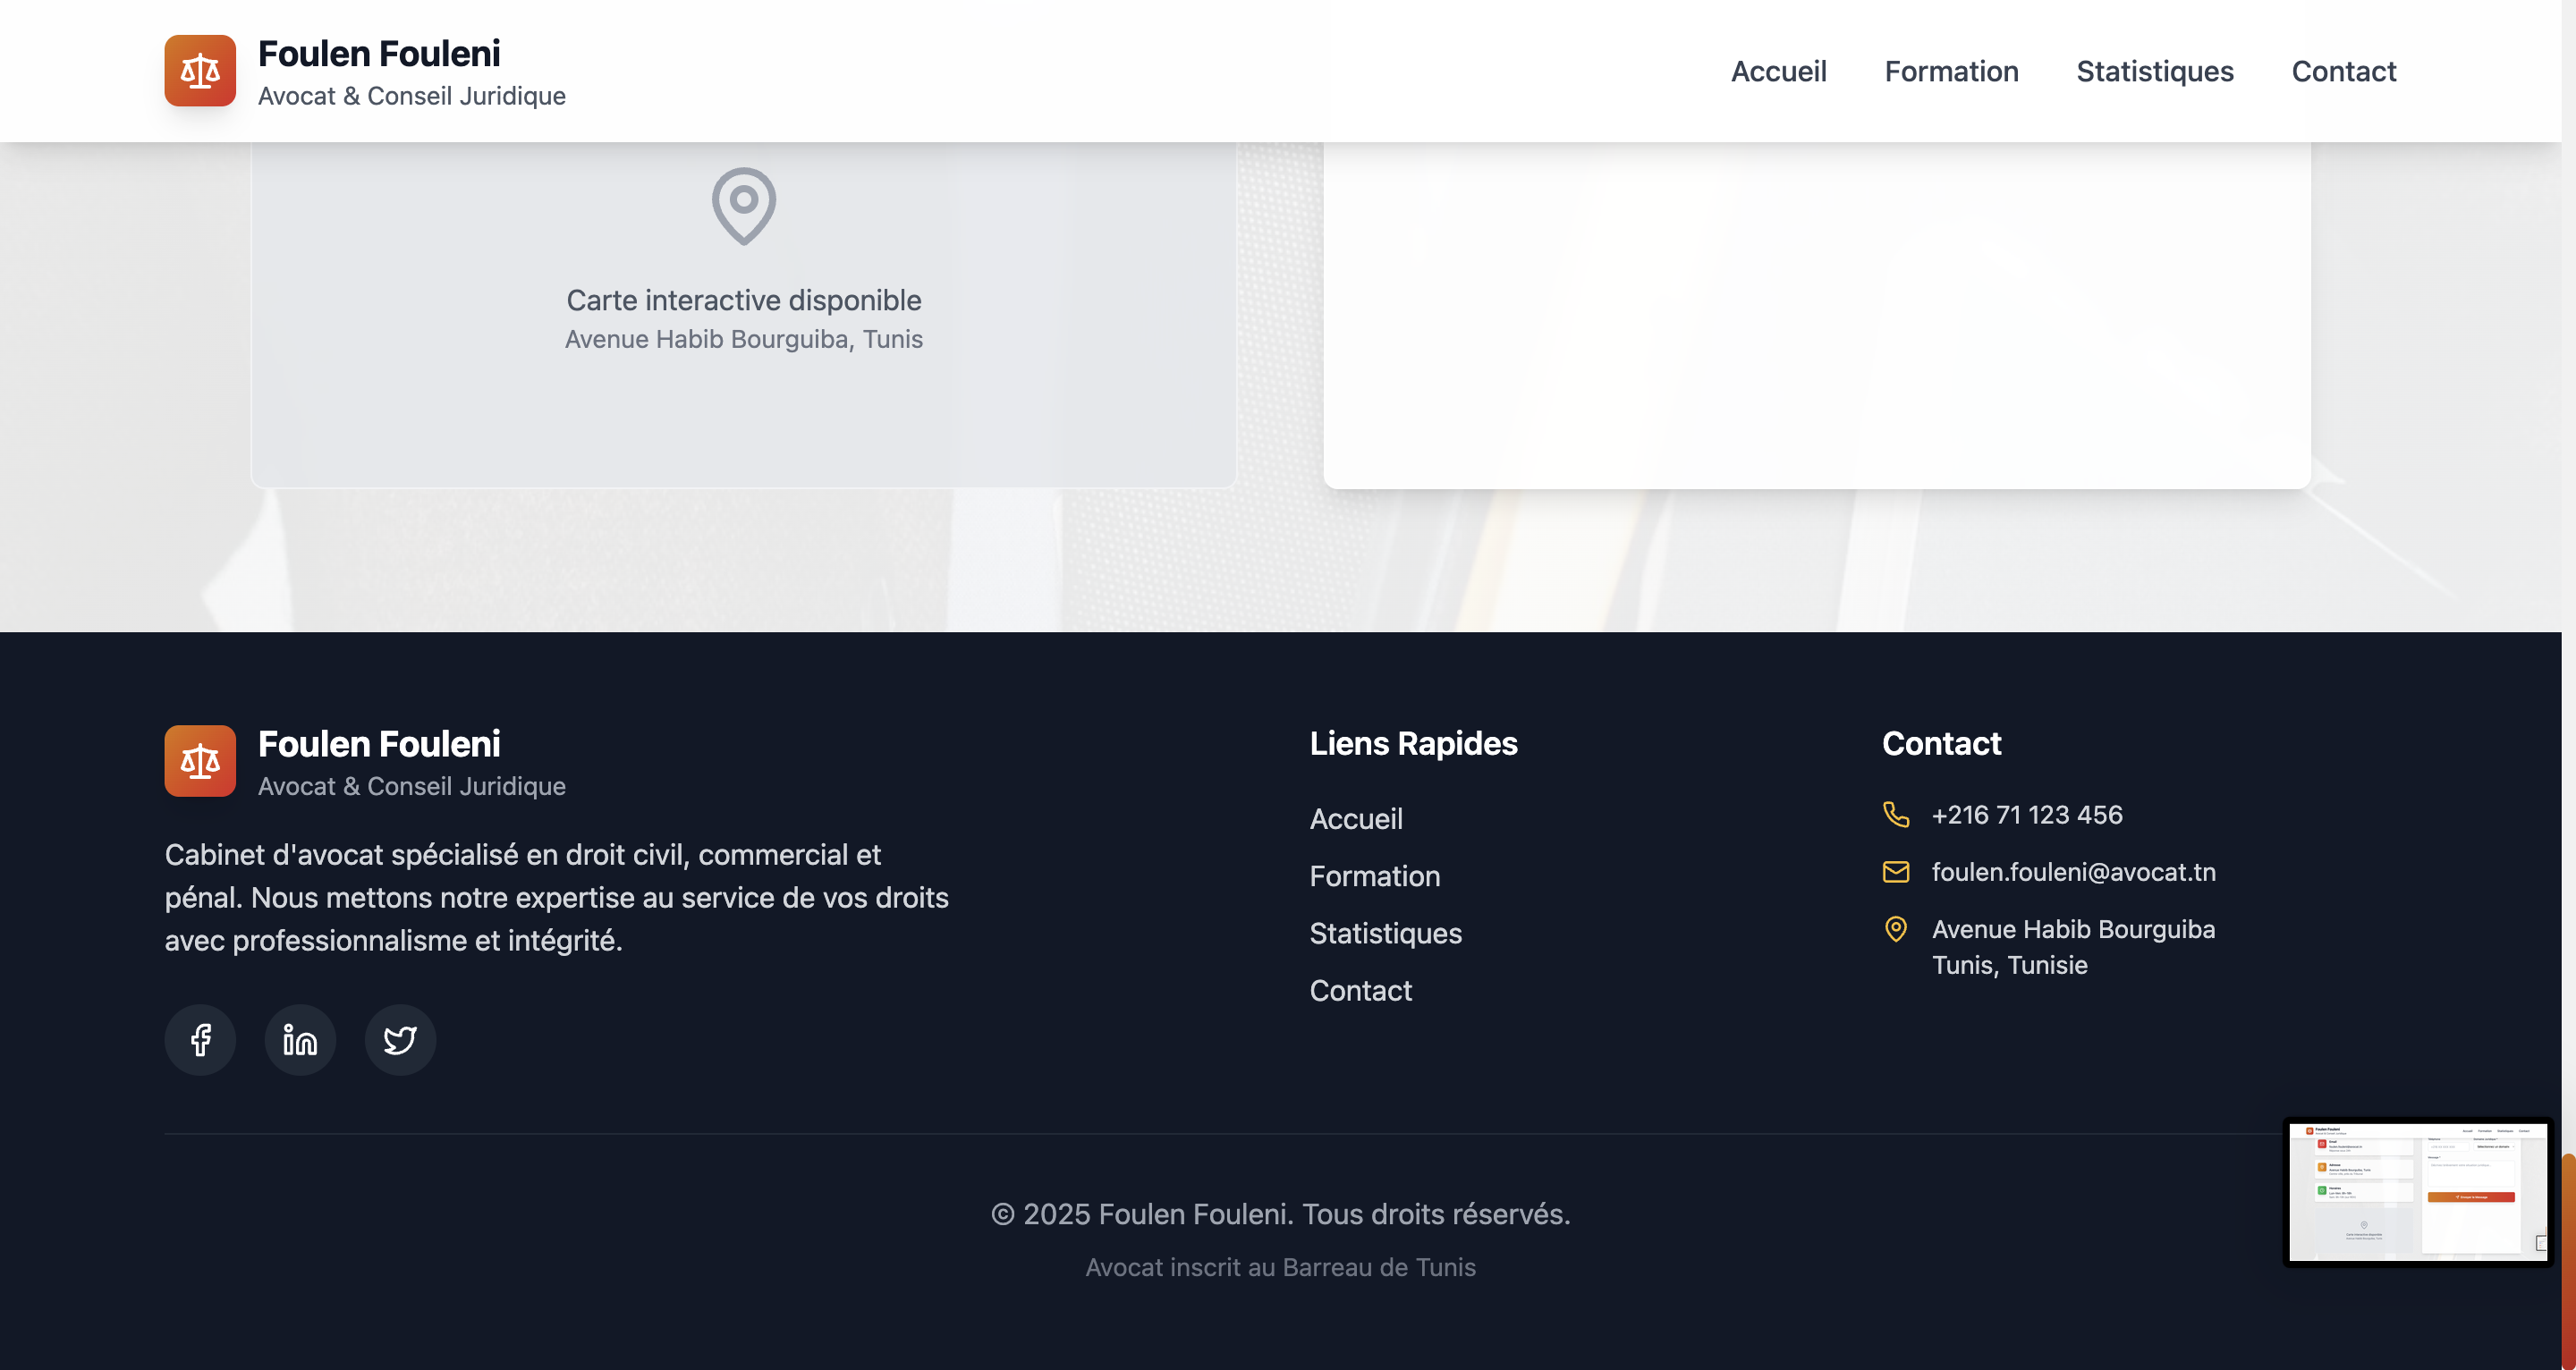 Foulen Fouleni
Avocat & Conseil Juridique
Accueil
Formation
Statistiques
Contact
Carte interactive disponible
Avenue Habib Bourguiba, Tunis
Foulen Fouleni
Avocat & Conseil Juridique
Cabinet d'avocat spécialisé en droit civil, commercial et
pénal. Nous mettons notre expertise au service de vos droits
avec professionnalisme et intégrité.
Liens Rapides
Accueil
Formation
Statistiques
Contact
Contact
+216 71 123 456
foulen.fouleni@avocat.tn
Avenue Habib Bourguiba
Tunis, Tunisie
© 2025 Foulen Fouleni. Tous droits réservés.
Avocat inscrit au Barreau de Tunis